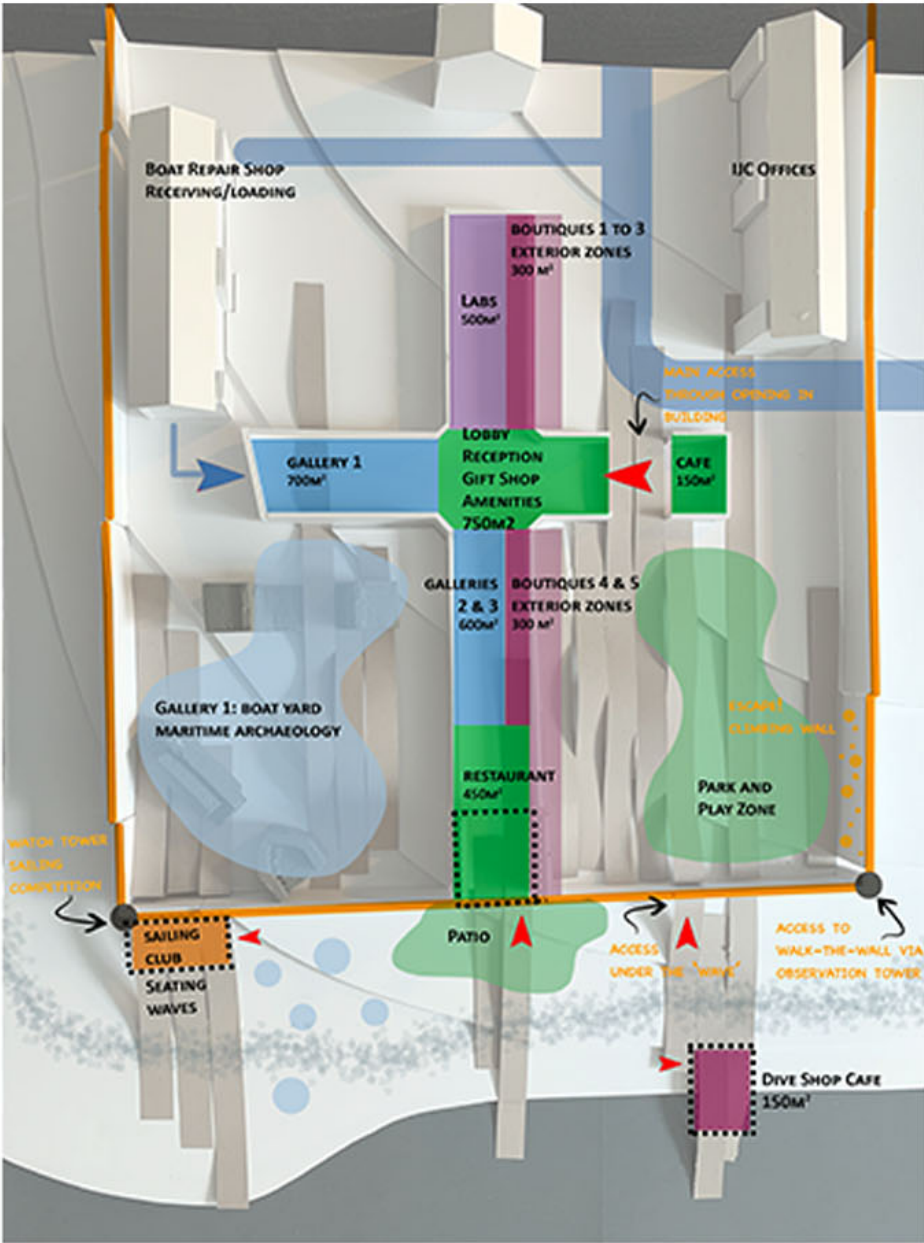 Boat Repair Shop
Receiving/loading
IJC Offices
Boutiques 1 to 3
exterior zones
300 m²
Labs
500m²
Main access
through opening in
building
Lobby
Reception
Gift Shop
Amenities
750m2
Gallery 1
700m²
Cafe
150m²
Galleries
2 & 3
600m²
Boutiques 4 & 5
exterior zones
300 m²
Gallery 1: boat yard
maritime archaeology
Escape!
Climbing wall
Restaurant
450m²
Park and
Play Zone
Watch tower
sailing
competition
Sailing
club
Seating
waves
Patio
Access
under the "wave"
Access to
walk-the-wall via
observation tower
Dive Shop Cafe
150m²